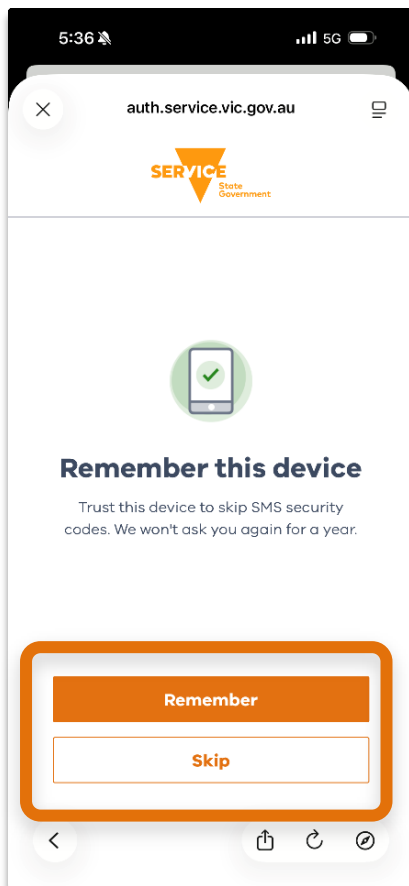 5:36
5G
auth.service.vic.gov.au
SERVICE
State
Government
Remember this device
Trust this device to skip SMS security
codes. We won't ask you again for a year.
Remember
Skip